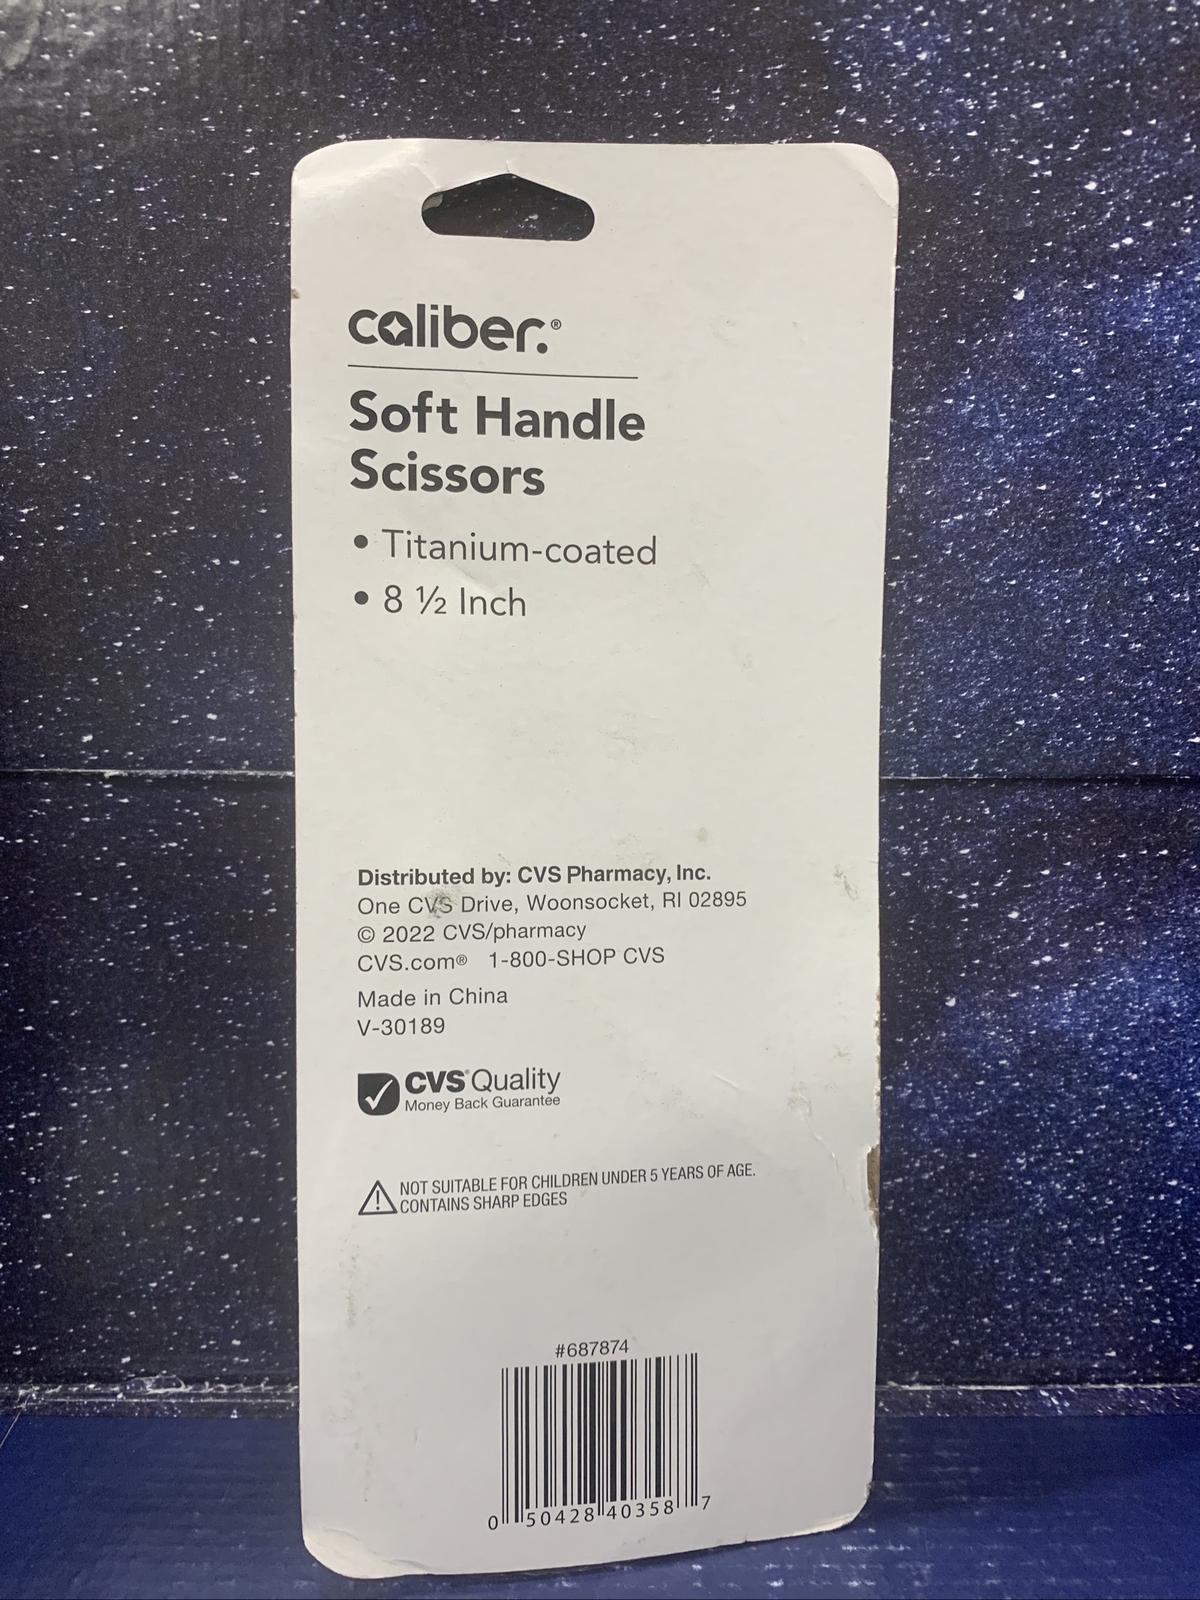 caliber.®
Soft Handle
Scissors
• Titanium-coated
• 8 ½ Inch
Distributed by: CVS Pharmacy, Inc.
One CVS Drive, Woonsocket, RI 02895
© 2022 CVS/pharmacy
CVS.com® 1-800-SHOP CVS
Made in China
V-30189
CVS® Quality
Money Back Guarantee
NOT SUITABLE FOR CHILDREN UNDER 5 YEARS OF AGE.
CONTAINS SHARP EDGES
#687874
0 50428 40358 7